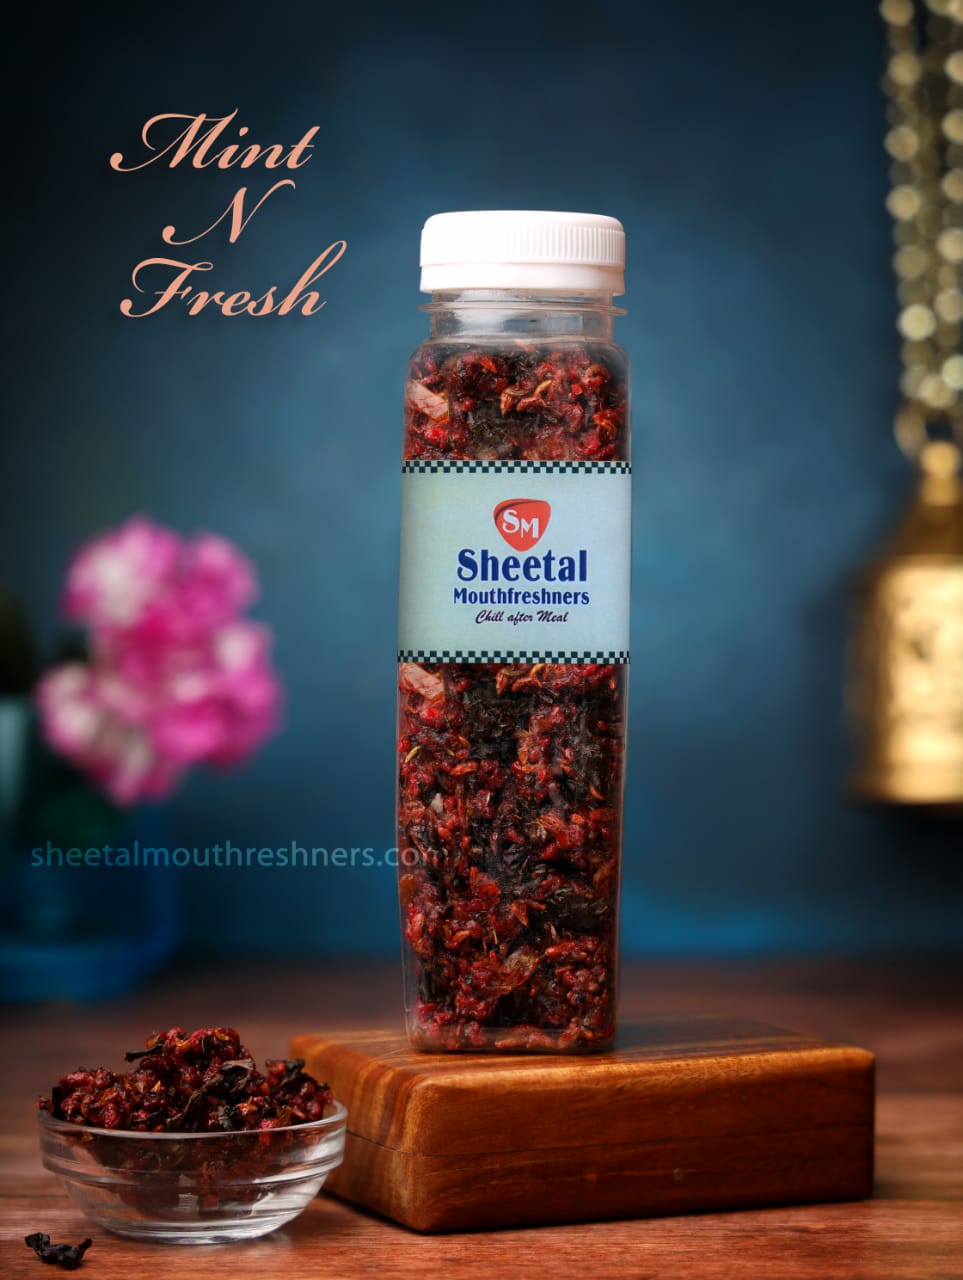 Mint
N
Fresh
SM
Sheetal
Mouthfreshners
Chill after Meal
sheetalmouthreshners.com